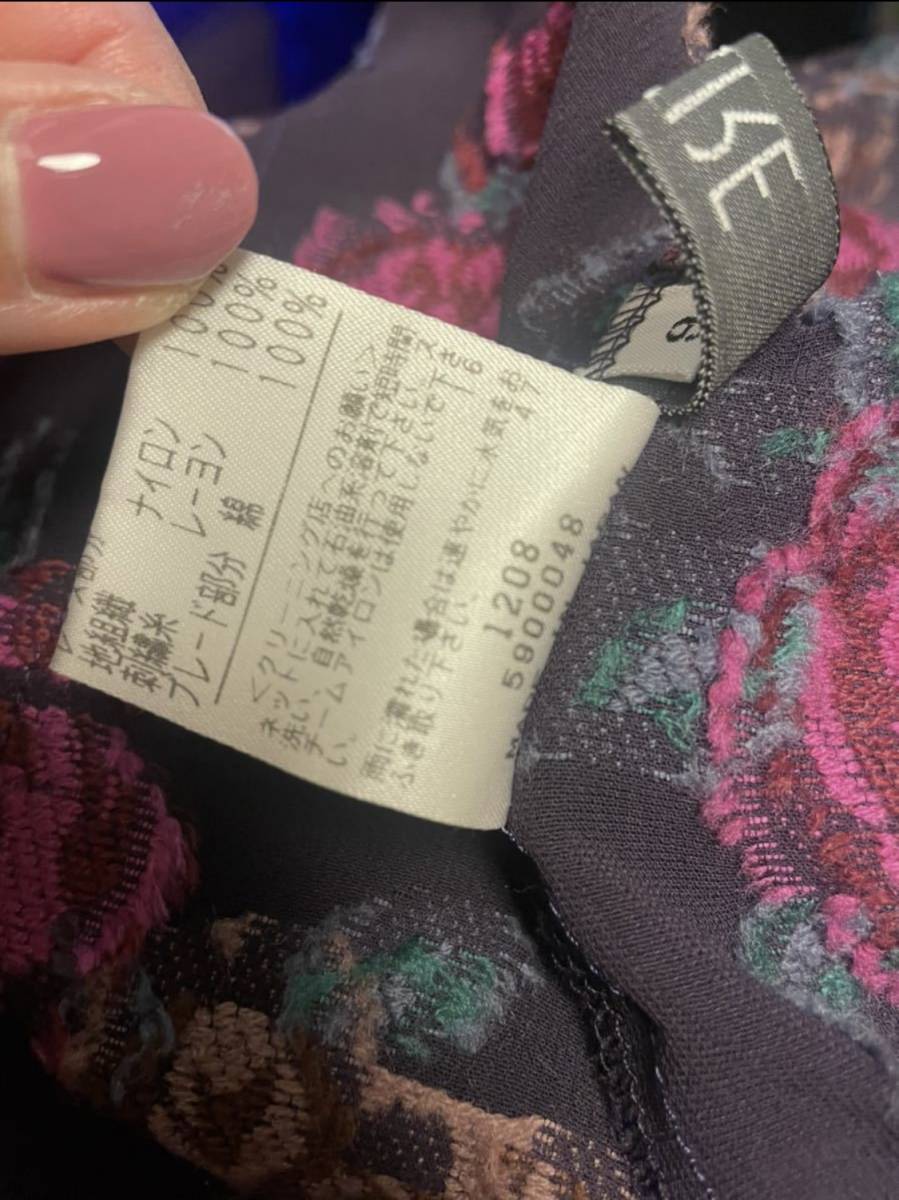 100%
地組織 ナイロン 100%
刺繍糸 レーヨン 100%
ブレード部分 綿
<クリーニング店へのお願い>
ネットに入れて石油系溶剤で短時間
洗い、自然乾燥を行って下さい。ス
チームアイロンは使用しないで下さ
い。
雨に濡れた場合は速やかに水気を
ふき取り下さい。
1208
5900048
6
47
9